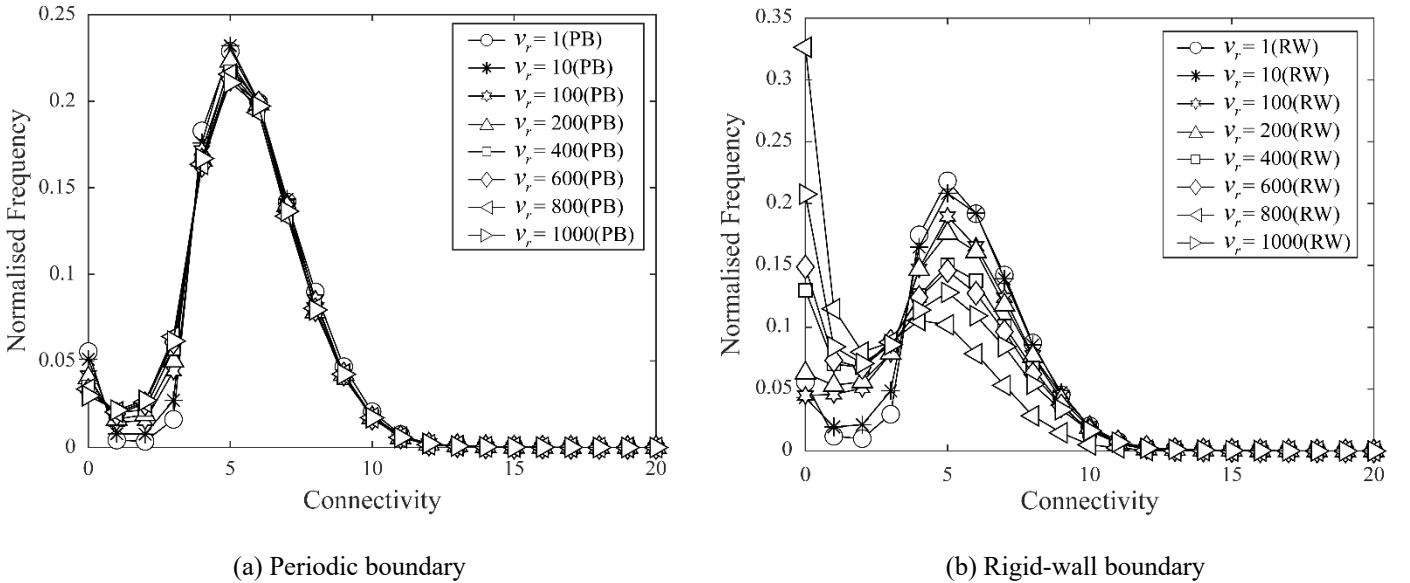 0.25
0.2
0.15
0.1
0.05
0
0 5 10 15 20
Normalised Frequency
Connectivity
v_r = 1(PB)
v_r = 10(PB)
v_r = 100(PB)
v_r = 200(PB)
v_r = 400(PB)
v_r = 600(PB)
v_r = 800(PB)
v_r = 1000(PB)
(a) Periodic boundary
0.35
0.3
0.25
0.2
0.15
0.1
0.05
0
0 5 10 15 20
Normalised Frequency
Connectivity
v_r = 1(RW)
v_r = 10(RW)
v_r = 100(RW)
v_r = 200(RW)
v_r = 400(RW)
v_r = 600(RW)
v_r = 800(RW)
v_r = 1000(RW)
(b) Rigid-wall boundary